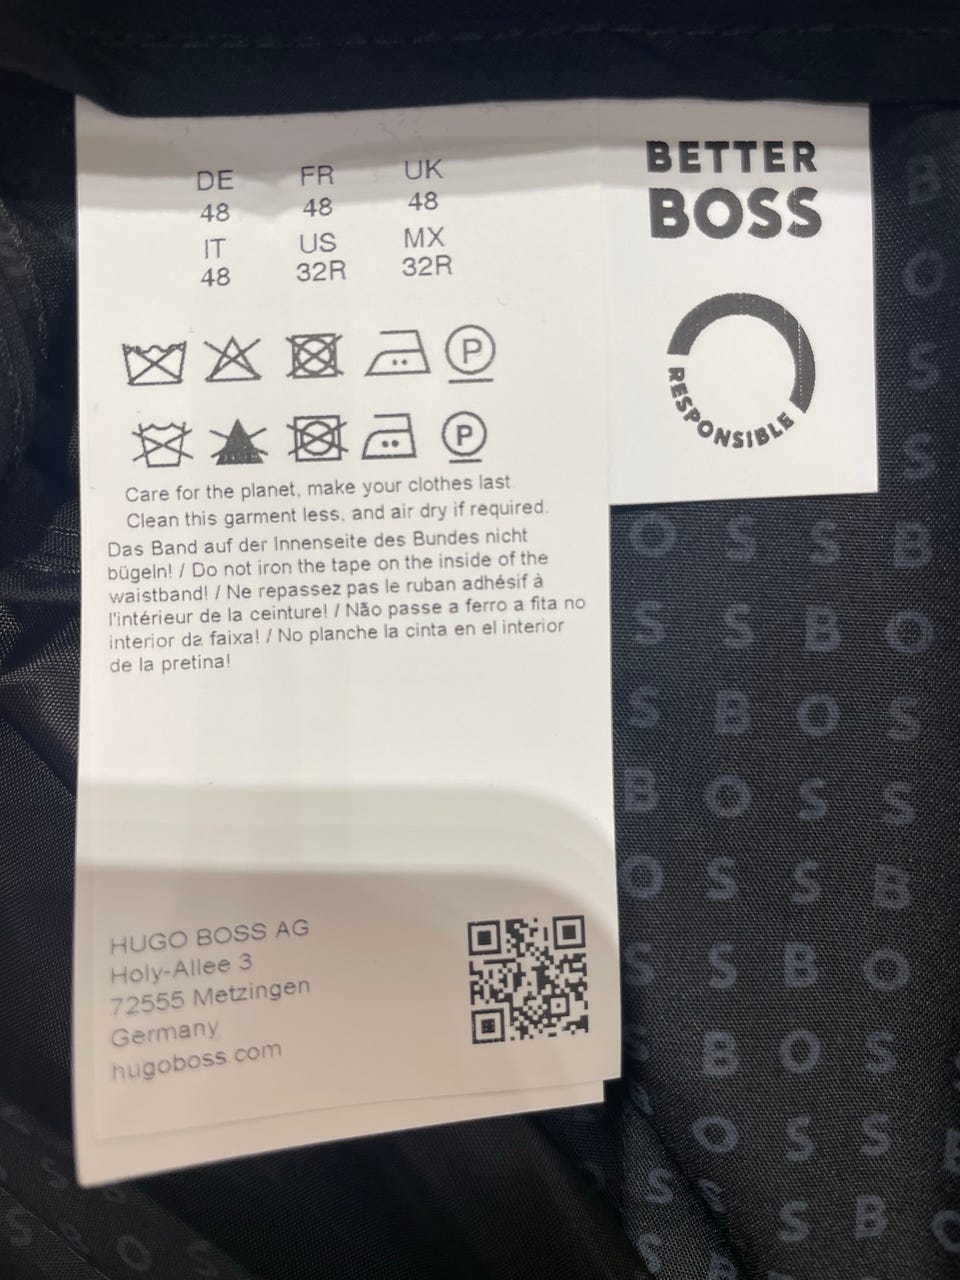 DE FR UK
48 48 48
IT US MX
48 32R 32R
P
P
Care for the planet, make your clothes last.
Clean this garment less, and air dry if required.
Das Band auf der Innenseite des Bundes nicht
bügeln! / Do not iron the tape on the inside of the
waistband! / Ne repassez pas le ruban adhésif à
l'intérieur de la ceinture! / Não passe a ferro a fita no
interior da faixa! / No planche la cinta en el interior
de la pretina!
HUGO BOSS AG
Holy-Allee 3
72555 Metzingen
Germany
hugoboss.com
BETTER
BOSS
RESPONSIBLE
B
O
S
S
O S S B
S S B O
S B O S
B O S S
O S S B
S S B O
S B O S
O S S
S S B